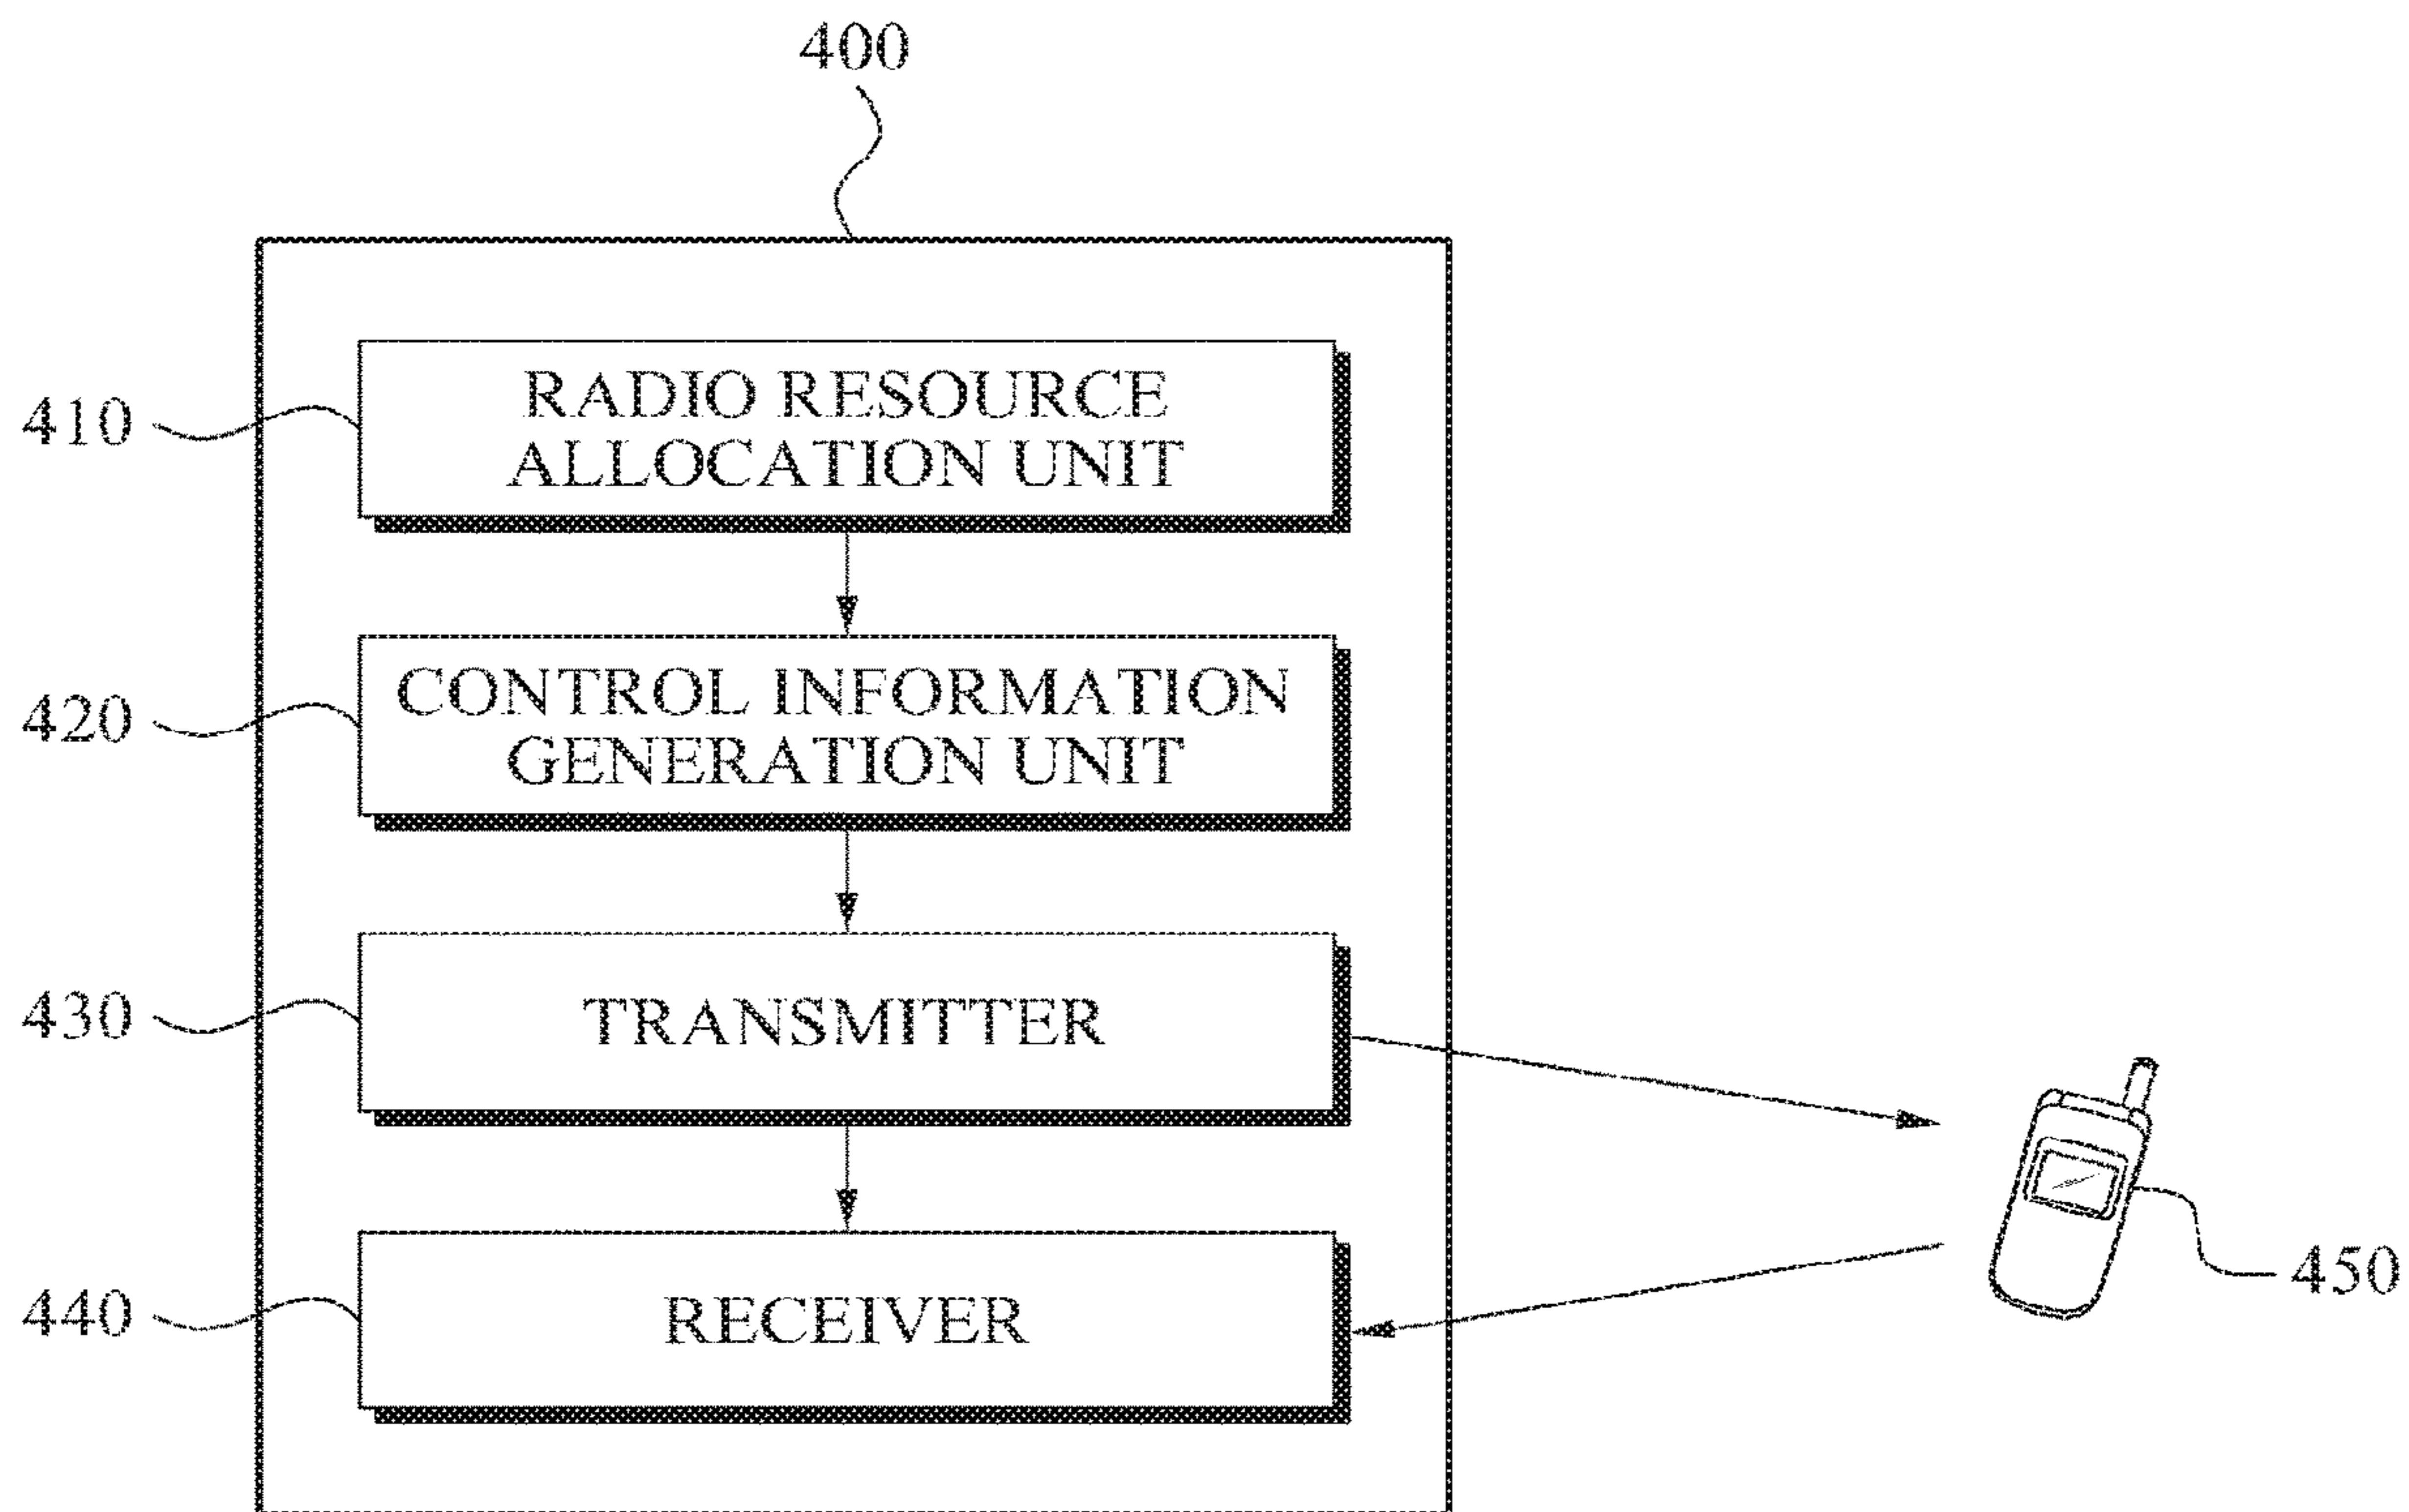 400
410
RADIO RESOURCE
ALLOCATION UNIT
420
CONTROL INFORMATION
GENERATION UNIT
430
TRANSMITTER
440
RECEIVER
450